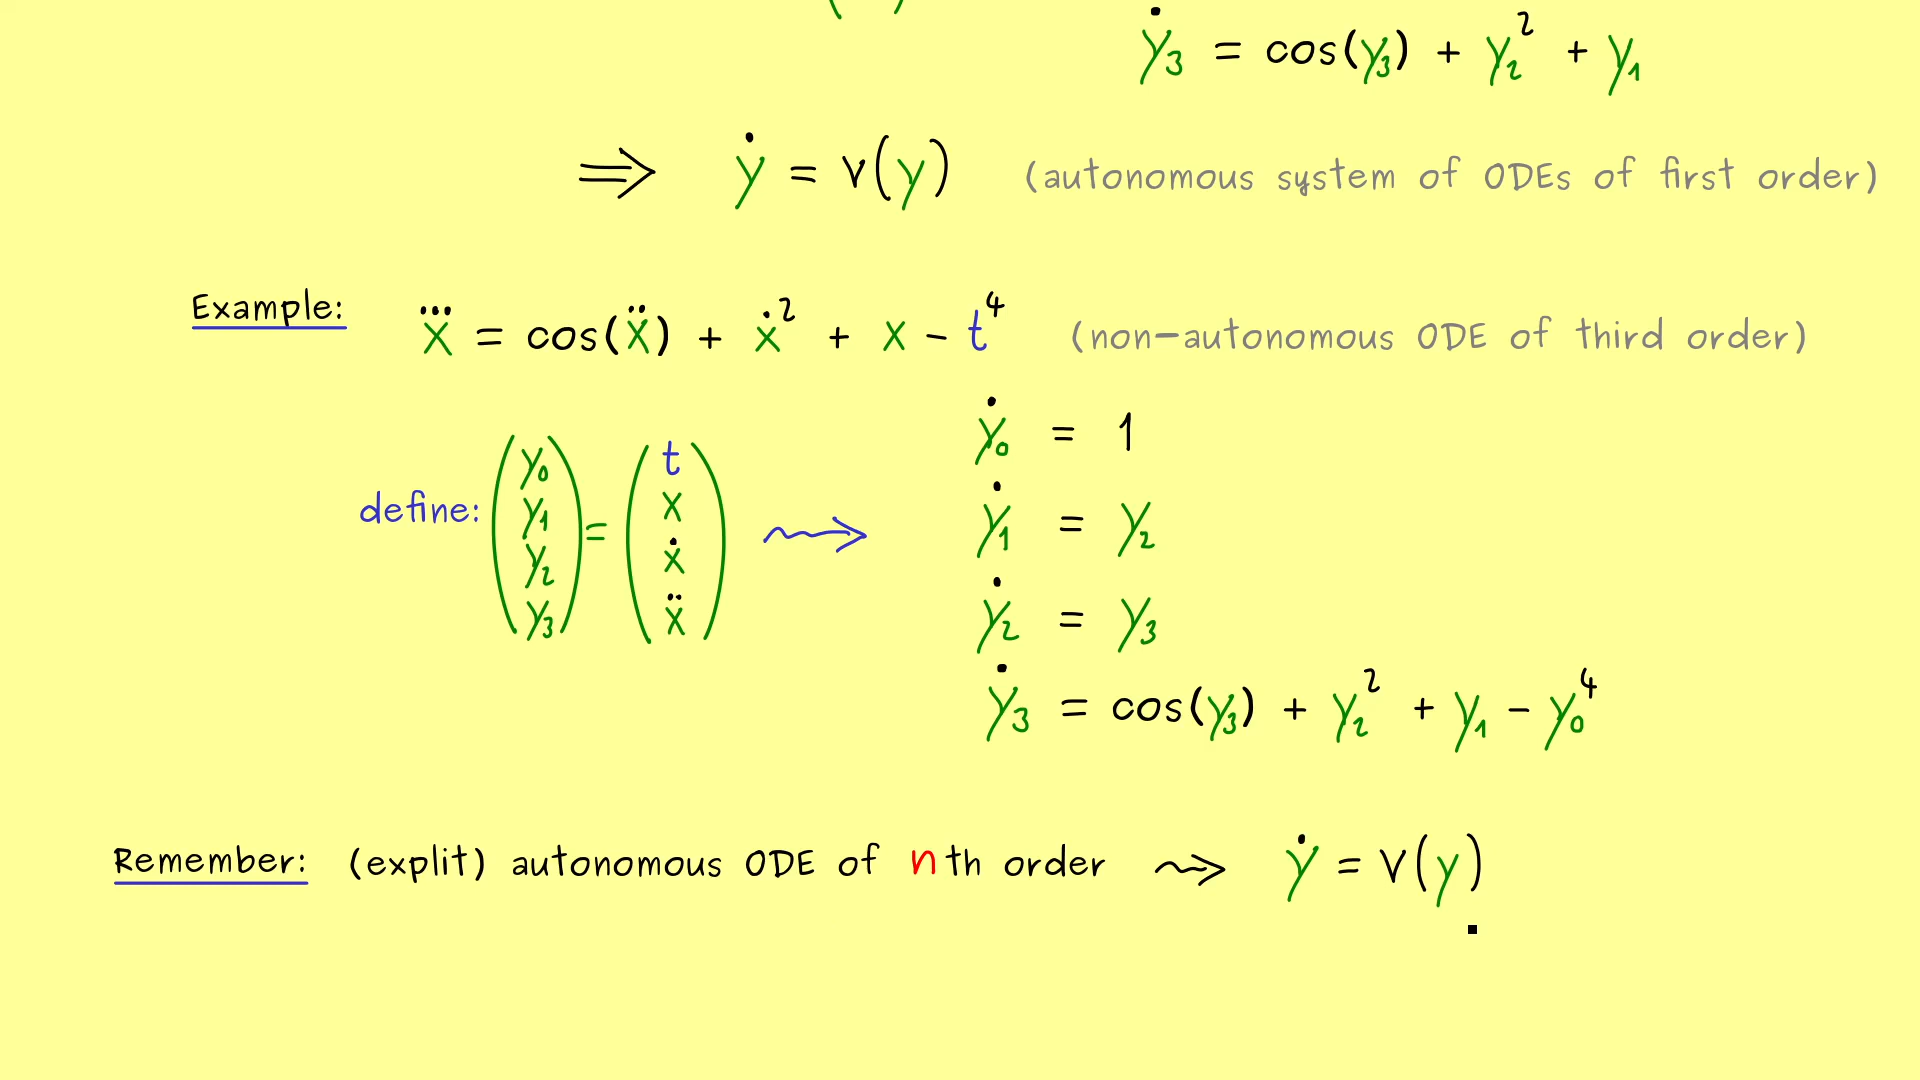 ẏ₃ = cos(y₃) + y₂² + y₁
⟹ ẏ = v(y) (autonomous system of ODEs of first order)
Example: x⃛ = cos(ẍ) + ẋ² + x − t⁴ (non-autonomous ODE of third order)
define: (y₀ y₁ y₂ y₃) = (t x ẋ ẍ) ⇝
ẏ₀ = 1
ẏ₁ = y₂
ẏ₂ = y₃
ẏ₃ = cos(y₃) + y₂² + y₁ − y₀⁴
Remember: (explit) autonomous ODE of nth order ⇝ ẏ = v(y)